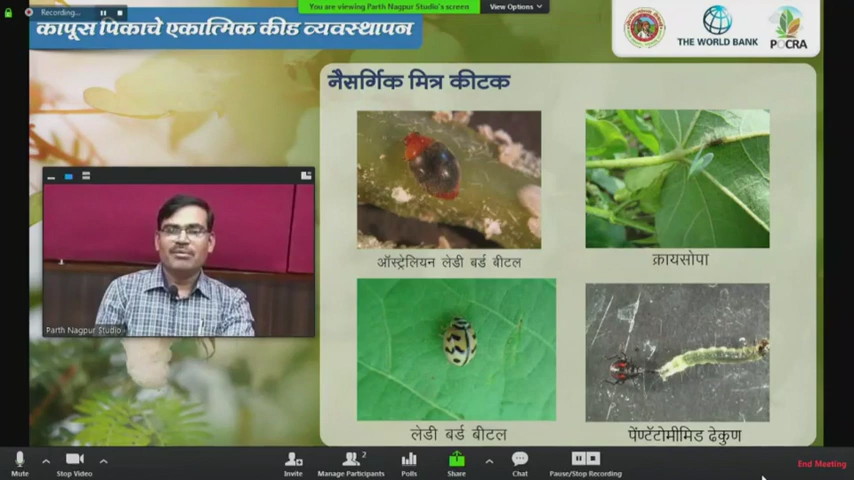 Recording...
You are viewing Parth Nagpur Studio's screen
View Options
कापूस पिकाचे एकात्मिक कीड व्यवस्थापन
THE WORLD BANK
POCRA
नैसर्गिक मित्र कीटक
ऑस्ट्रेलियन लेडी बर्ड बीटल
क्रायसोपा
Parth Nagpur Studio
लेडी बर्ड बीटल
पेंण्टॅटोमीमिड ढेकुण
Mute
Stop Video
Invite
2
Manage Participants
Polls
Share
Chat
Pause/Stop Recording
End Meeting